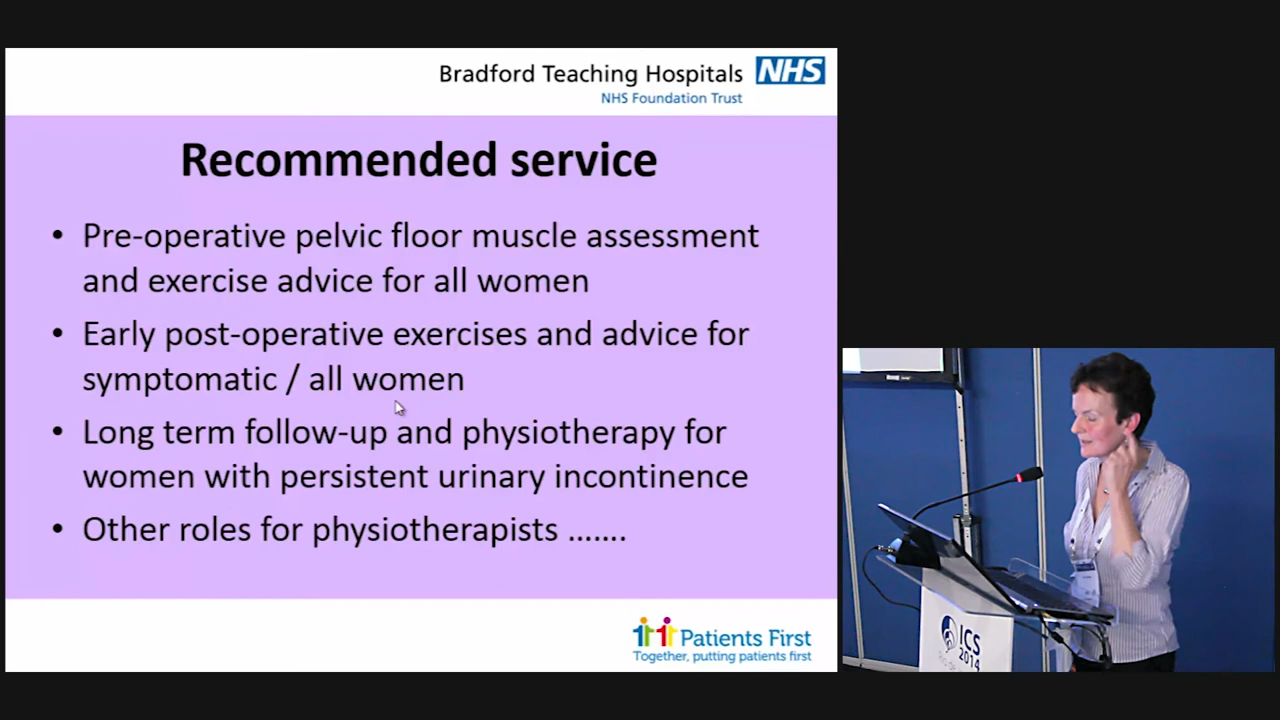 Bradford Teaching Hospitals NHS
NHS Foundation Trust
Recommended service
• Pre-operative pelvic floor muscle assessment
and exercise advice for all women
• Early post-operative exercises and advice for
symptomatic / all women
• Long term follow-up and physiotherapy for
women with persistent urinary incontinence
• Other roles for physiotherapists .......
Patients First
Together, putting patients first
ICS
2014